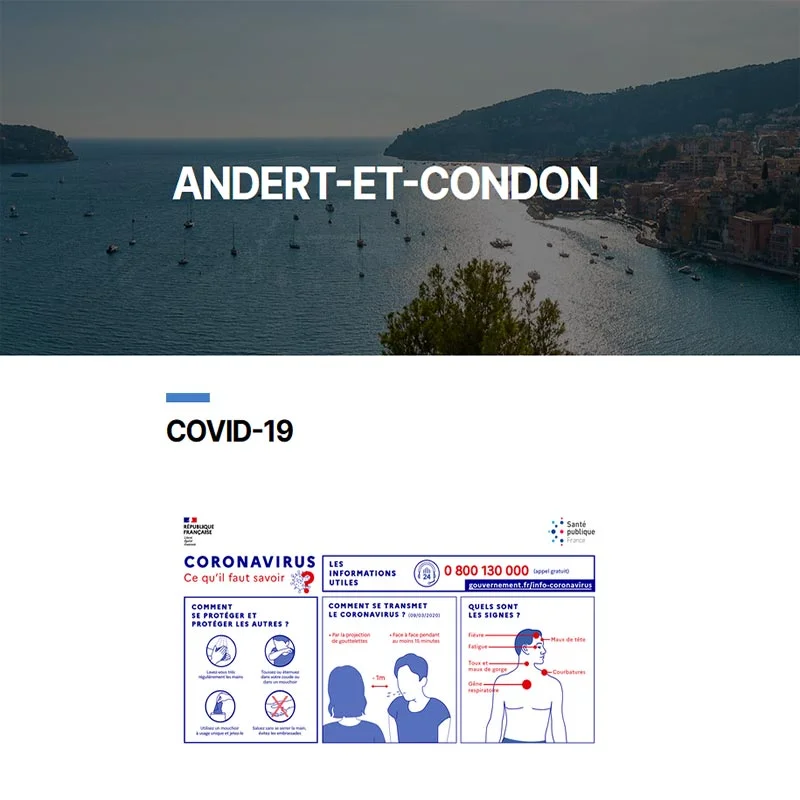 ANDERT-ET-CONDON
COVID-19
RÉPUBLIQUE
FRANÇAISE
Liberté
Égalité
Fraternité
Santé
publique
France
CORONAVIRUS
Ce qu'il faut savoir
LES
INFORMATIONS
UTILES
24
0 800 130 000 (appel gratuit)
gouvernement.fr/info-coronavirus
COMMENT
SE PROTÉGER ET
PROTÉGER LES AUTRES ?
Lavez-vous très
régulièrement les mains
Toussez ou éternuez
dans votre coude ou
dans un mouchoir
Utilisez un mouchoir
à usage unique et jetez-le
Saluez sans se serrer la main,
évitez les embrassades
COMMENT SE TRANSMET
LE CORONAVIRUS ? (09/03/2020)
• Par la projection
de gouttelettes
• Face à face pendant
au moins 15 minutes
- 1m
QUELS SONT
LES SIGNES ?
Fièvre
Fatigue
Toux et
maux de gorge
Gêne
respiratoire
Maux de tête
Courbatures